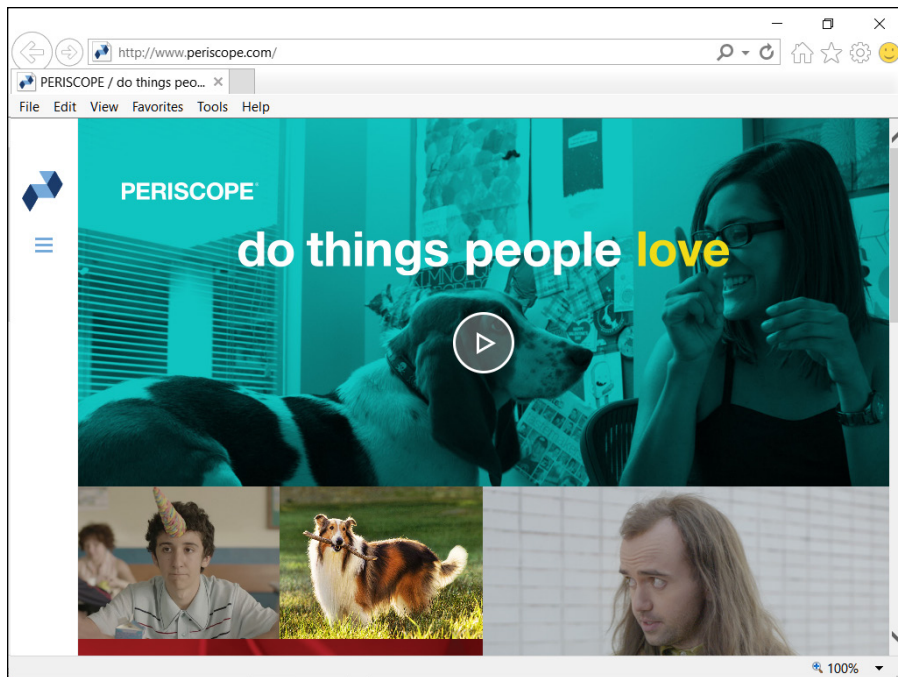 http://www.periscope.com/
PERISCOPE / do things peo...
File Edit View Favorites Tools Help
PERISCOPE
do things people love
100%